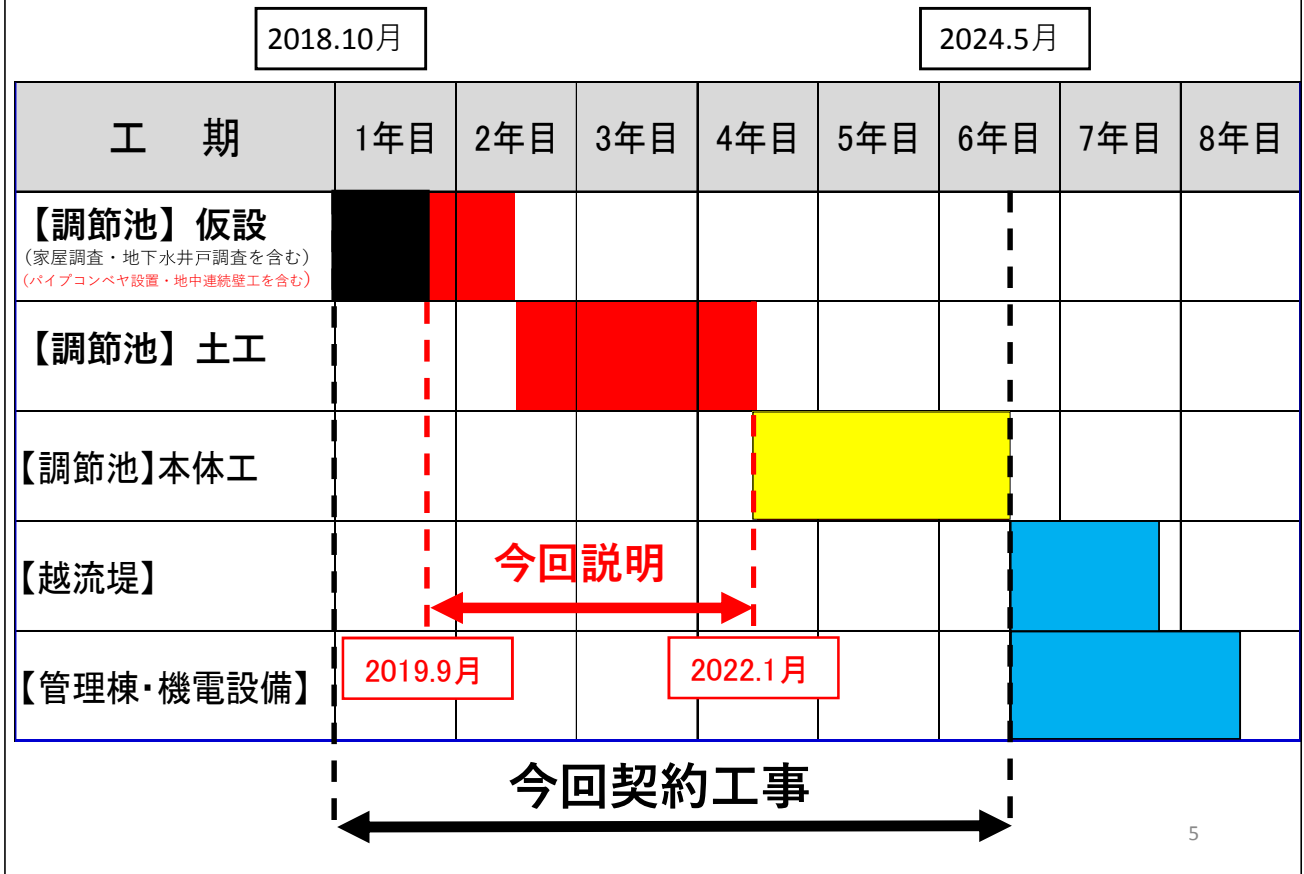 2018.10月
2024.5月
工　期
1年目
2年目
3年目
4年目
5年目
6年目
7年目
8年目
【調節池】仮設
(家屋調査・地下水井戸調査を含む)
(パイプコンベヤ設置・地中連続壁工を含む)
【調節池】土工
【調節池】本体工
【越流堤】
今回説明
【管理棟・機電設備】
2019.9月
2022.1月
今回契約工事
5